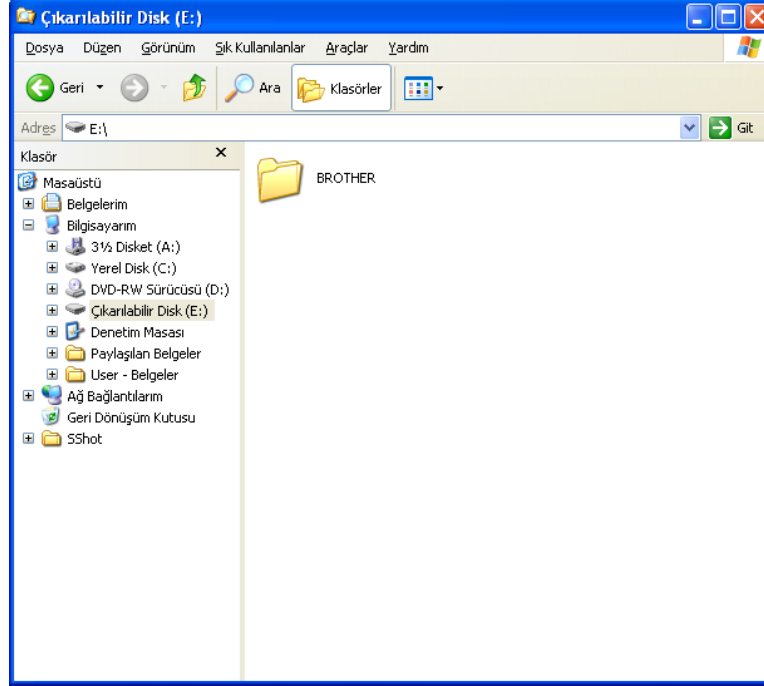 Çıkarılabilir Disk (E:)
Dosya Düzen Görünüm Sık Kullanılanlar Araçlar Yardım
Geri Ara Klasörler
Adres E:\ Git
Klasör
BROTHER
Masaüstü
Belgelerim
Bilgisayarım
3½ Disket (A:)
Yerel Disk (C:)
DVD-RW Sürücüsü (D:)
Çıkarılabilir Disk (E:)
Denetim Masası
Paylaşılan Belgeler
User - Belgeler
Ağ Bağlantılarım
Geri Dönüşüm Kutusu
SShot